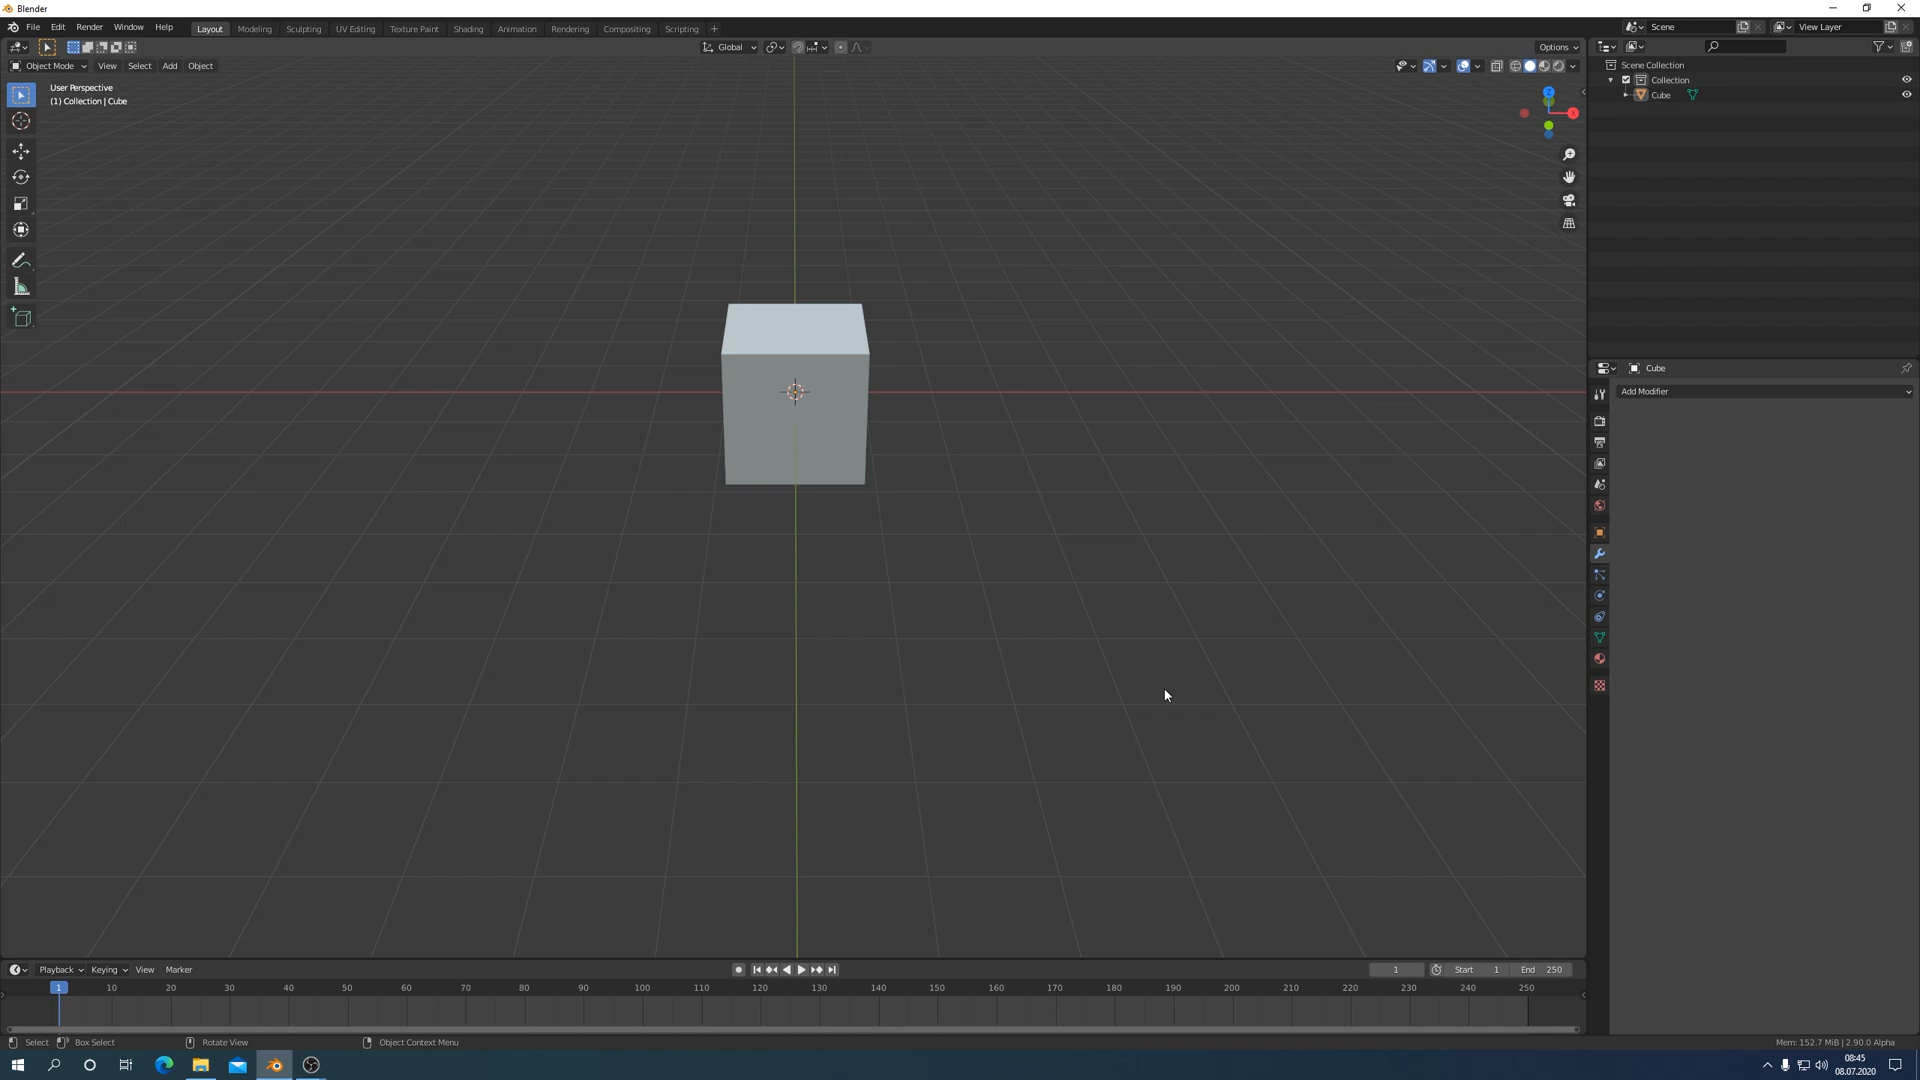 Blender
File Edit Render Window Help Layout Modeling Sculpting UV Editing Texture Paint Shading Animation Rendering Compositing Scripting + Scene View Layer
Global Options
Object Mode View Select Add Object
User Perspective
(1) Collection | Cube
Z
X
Scene Collection
Collection
Cube
Cube
Add Modifier
Playback Keying View Marker 1 Start 1 End 250
1 10 20 30 40 50 60 70 80 90 100 110 120 130 140 150 160 170 180 190 200 210 220 230 240 250
Select Box Select Rotate View Object Context Menu Mem: 152.7 MiB | 2.90.0 Alpha
08:45
08.07.2020